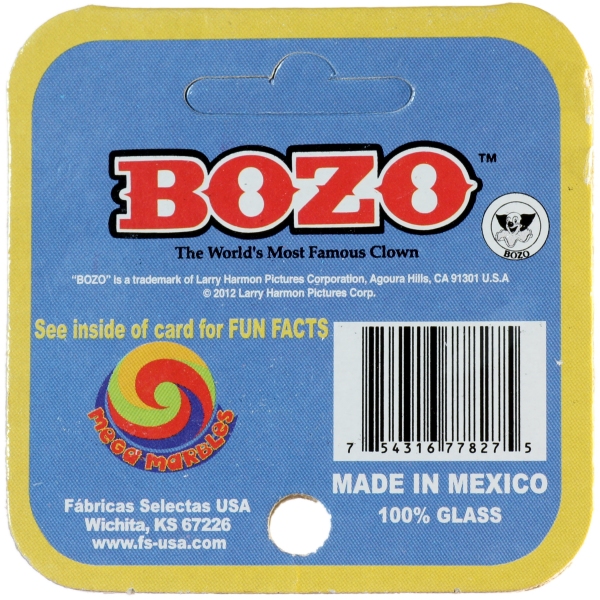 BOZO™
The World's Most Famous Clown
BOZO
"BOZO" is a trademark of Larry Harmon Pictures Corporation, Agoura Hills, CA 91301 U.S.A
© 2012 Larry Harmon Pictures Corp.
See inside of card for FUN FACTS
mega marbles
7 54316 77827 5
Fábricas Selectas USA
Wichita, KS 67226
www.fs-usa.com
MADE IN MEXICO
100% GLASS